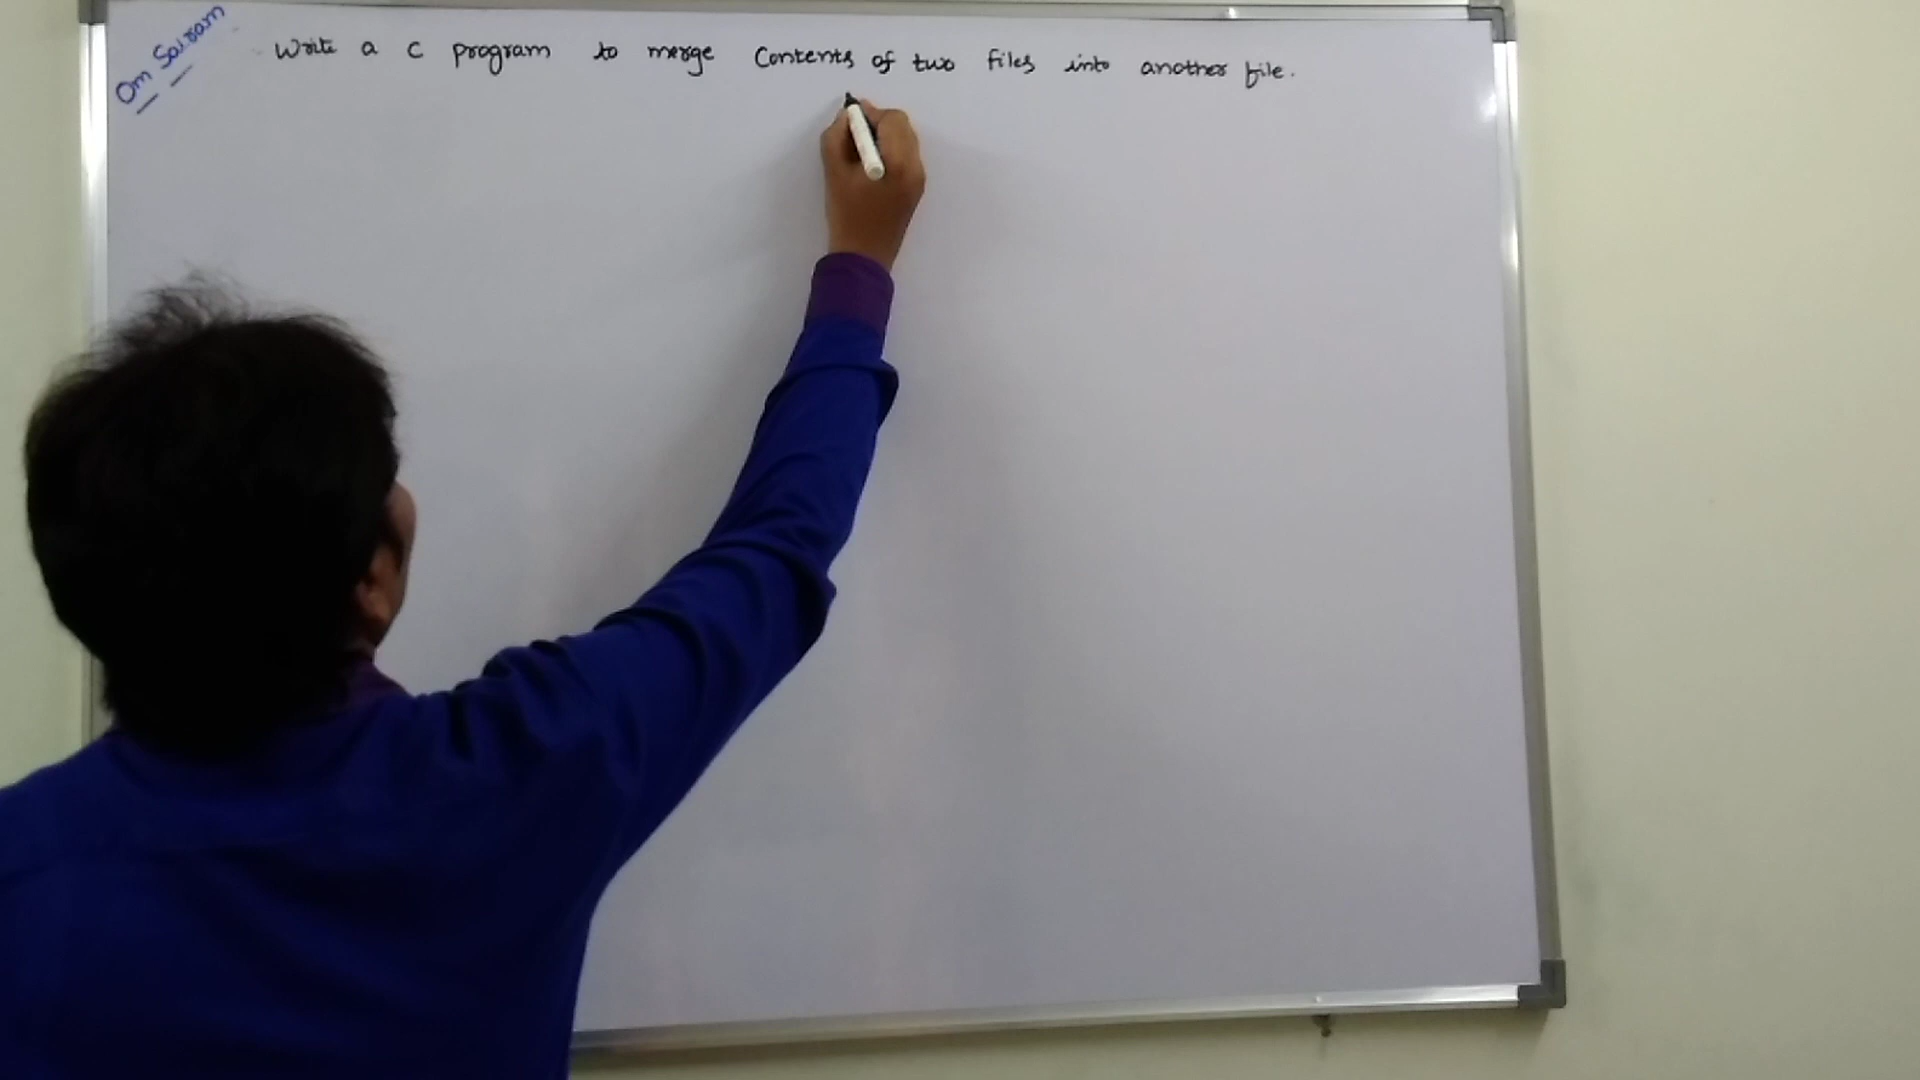 Om Sairam
Write a C program to merge Contents of two files into another file.